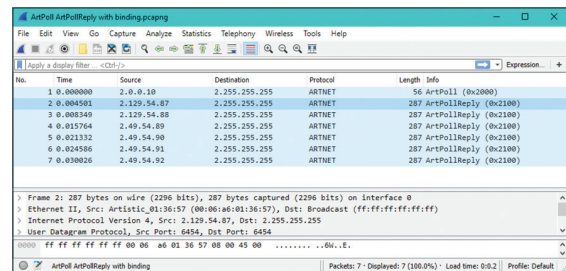 ArtPoll ArtPollReply with binding.pcapng
File Edit View Go Capture Analyze Statistics Telephony Wireless Tools Help
Apply a display filter ... <Ctrl-/> Expression... +
No. Time Source Destination Protocol Length Info
1 0.000000 2.0.0.10 2.255.255.255 ARTNET 56 ArtPoll (0x2000)
2 0.004501 2.129.54.87 2.255.255.255 ARTNET 287 ArtPollReply (0x2100)
3 0.008349 2.129.54.88 2.255.255.255 ARTNET 287 ArtPollReply (0x2100)
4 0.015764 2.49.54.89 2.255.255.255 ARTNET 287 ArtPollReply (0x2100)
5 0.021332 2.49.54.90 2.255.255.255 ARTNET 287 ArtPollReply (0x2100)
6 0.024586 2.49.54.91 2.255.255.255 ARTNET 287 ArtPollReply (0x2100)
7 0.030026 2.49.54.92 2.255.255.255 ARTNET 287 ArtPollReply (0x2100)
> Frame 2: 287 bytes on wire (2296 bits), 287 bytes captured (2296 bits) on interface 0
> Ethernet II, Src: Artistic_01:36:57 (00:06:a6:01:36:57), Dst: Broadcast (ff:ff:ff:ff:ff:ff)
> Internet Protocol Version 4, Src: 2.129.54.87, Dst: 2.255.255.255
> User Datagram Protocol, Src Port: 6454, Dst Port: 6454
0000 ff ff ff ff ff ff 00 06 a6 01 36 57 08 00 45 00 ........ ..6W..E.
ArtPoll ArtPollReply with binding Packets: 7 · Displayed: 7 (100.0%) · Load time: 0:0.2 Profile: Default